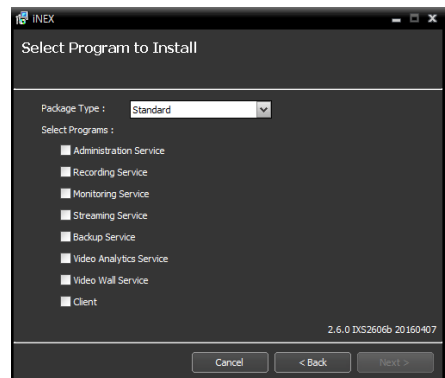 iNEX
Select Program to Install
Package Type : Standard
Select Programs :
Administration Service
Recording Service
Monitoring Service
Streaming Service
Backup Service
Video Analytics Service
Video Wall Service
Client
2.6.0 IXS2606b 20160407
Cancel < Back Next >